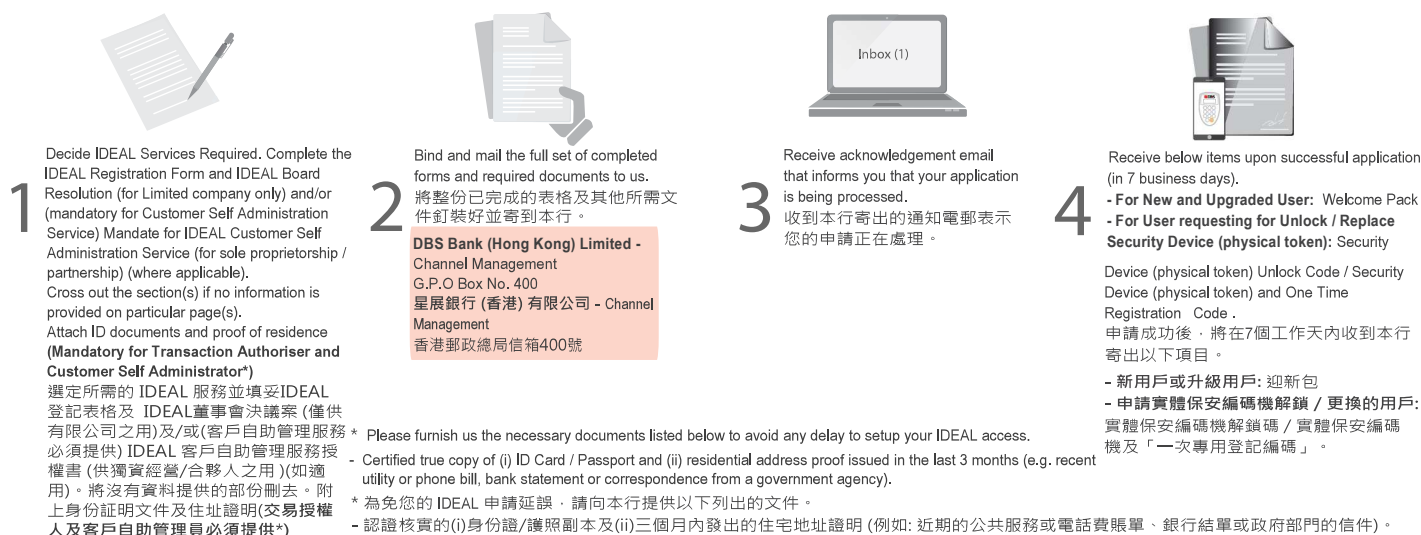 1
Decide IDEAL Services Required. Complete the
IDEAL Registration Form and IDEAL Board
Resolution (for Limited company only) and/or
(mandatory for Customer Self Administration
Service) Mandate for IDEAL Customer Self
Administration Service (for sole proprietorship /
partnership) (where applicable).
Cross out the section(s) if no information is
provided on particular page(s).
Attach ID documents and proof of residence
(Mandatory for Transaction Authoriser and
Customer Self Administrator*)
選定所需的 IDEAL 服務並填妥IDEAL
登記表格及 IDEAL董事會決議案 (僅供
有限公司之用)及/或(客戶自助管理服務
必須提供) IDEAL 客戶自助管理服務授
權書 (供獨資經營/合夥人之用 )(如適
用)。將沒有資料提供的部份刪去。附
上身份証明文件及住址證明(交易授權
人及客戶自助管理員必須提供*)
2
Bind and mail the full set of completed
forms and required documents to us.
將整份已完成的表格及其他所需文
件釘裝好並寄到本行。
DBS Bank (Hong Kong) Limited -
Channel Management
G.P.O Box No. 400
星展銀行 (香港) 有限公司 - Channel
Management
香港郵政總局信箱400號
Inbox (1)
3
Receive acknowledgement email
that informs you that your application
is being processed.
收到本行寄出的通知電郵表示
您的申請正在處理。
4
Receive below items upon successful application
(in 7 business days).
- For New and Upgraded User: Welcome Pack
- For User requesting for Unlock / Replace
Security Device (physical token): Security
Device (physical token) Unlock Code / Security
Device (physical token) and One Time
Registration Code .
申請成功後，將在7個工作天內收到本行
寄出以下項目。
- 新用戶或升級用戶: 迎新包
- 申請實體保安編碼機解鎖 / 更換的用戶:
實體保安編碼機解鎖碼 / 實體保安編碼
機及「一次專用登記編碼」。
* Please furnish us the necessary documents listed below to avoid any delay to setup your IDEAL access.
- Certified true copy of (i) ID Card / Passport and (ii) residential address proof issued in the last 3 months (e.g. recent
utility or phone bill, bank statement or correspondence from a government agency).
* 為免您的 IDEAL 申請延誤，請向本行提供以下列出的文件。
- 認證核實的(i)身份證/護照副本及(ii)三個月內發出的住宅地址證明 (例如: 近期的公共服務或電話費賬單、銀行結單或政府部門的信件)。